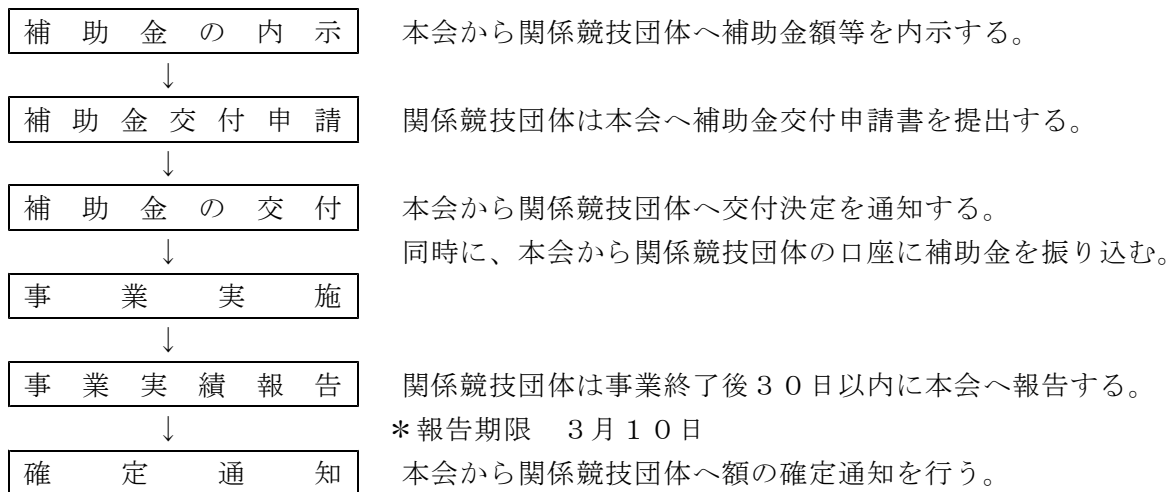 補助金の内示 本会から関係競技団体へ補助金額等を内示する。
↓
補助金交付申請 関係競技団体は本会へ補助金交付申請書を提出する。
↓
補助金の交付 本会から関係競技団体へ交付決定を通知する。
↓ 同時に、本会から関係競技団体の口座に補助金を振り込む。
事業実施
↓
事業実績報告 関係競技団体は事業終了後３０日以内に本会へ報告する。
↓ ＊報告期限 ３月１０日
確定通知 本会から関係競技団体へ額の確定通知を行う。